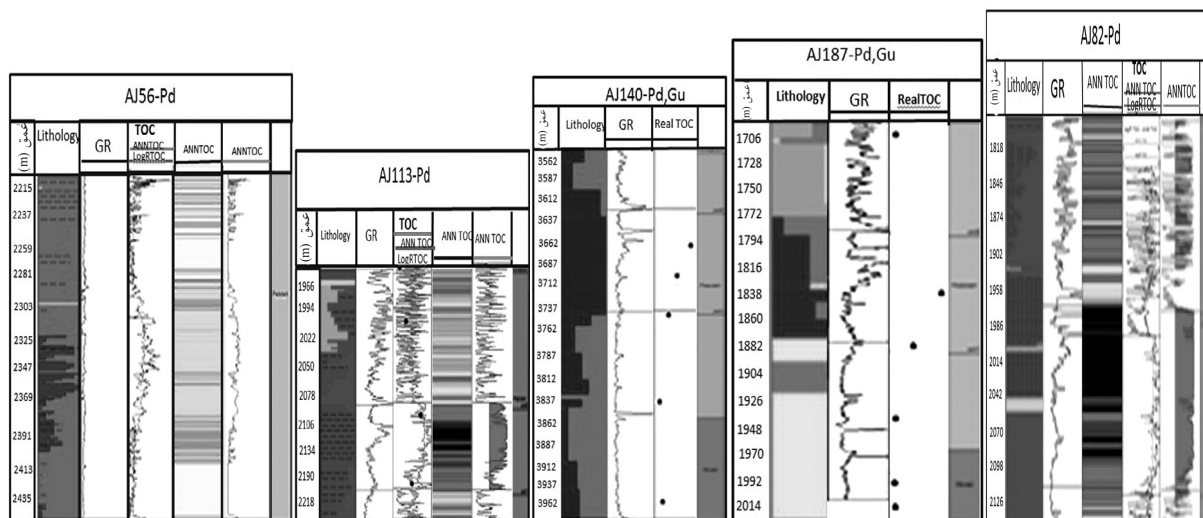 AJ56-Pd
عمق (m)
Lithology
GR
TOC
ANNTOC
LogRTOC
ANNTOC
ANNTOC
2215
2237
2259
2281
2303
2325
2347
2369
2391
2413
2435
AJ113-Pd
عمق (m)
Lithology
GR
TOC
ANN TOC
LogRTOC
ANN TOC
ANN TOC
1966
1994
2022
2050
2078
2106
2134
2190
2218
AJ140-Pd,Gu
عمق (m)
Lithology
GR
Real TOC
3562
3587
3612
3637
3662
3687
3712
3737
3762
3787
3812
3837
3862
3887
3912
3937
3962
AJ187-Pd,Gu
عمق (m)
Lithology
GR
RealTOC
1706
1728
1750
1772
1794
1816
1838
1860
1882
1904
1926
1948
1970
1992
2014
AJ82-Pd
عمق (m)
Lithology
GR
ANN TOC
TOC
ANN TOC
LogRTOC
ANNTOC
1818
1846
1874
1902
1958
1986
2014
2042
2070
2098
2126